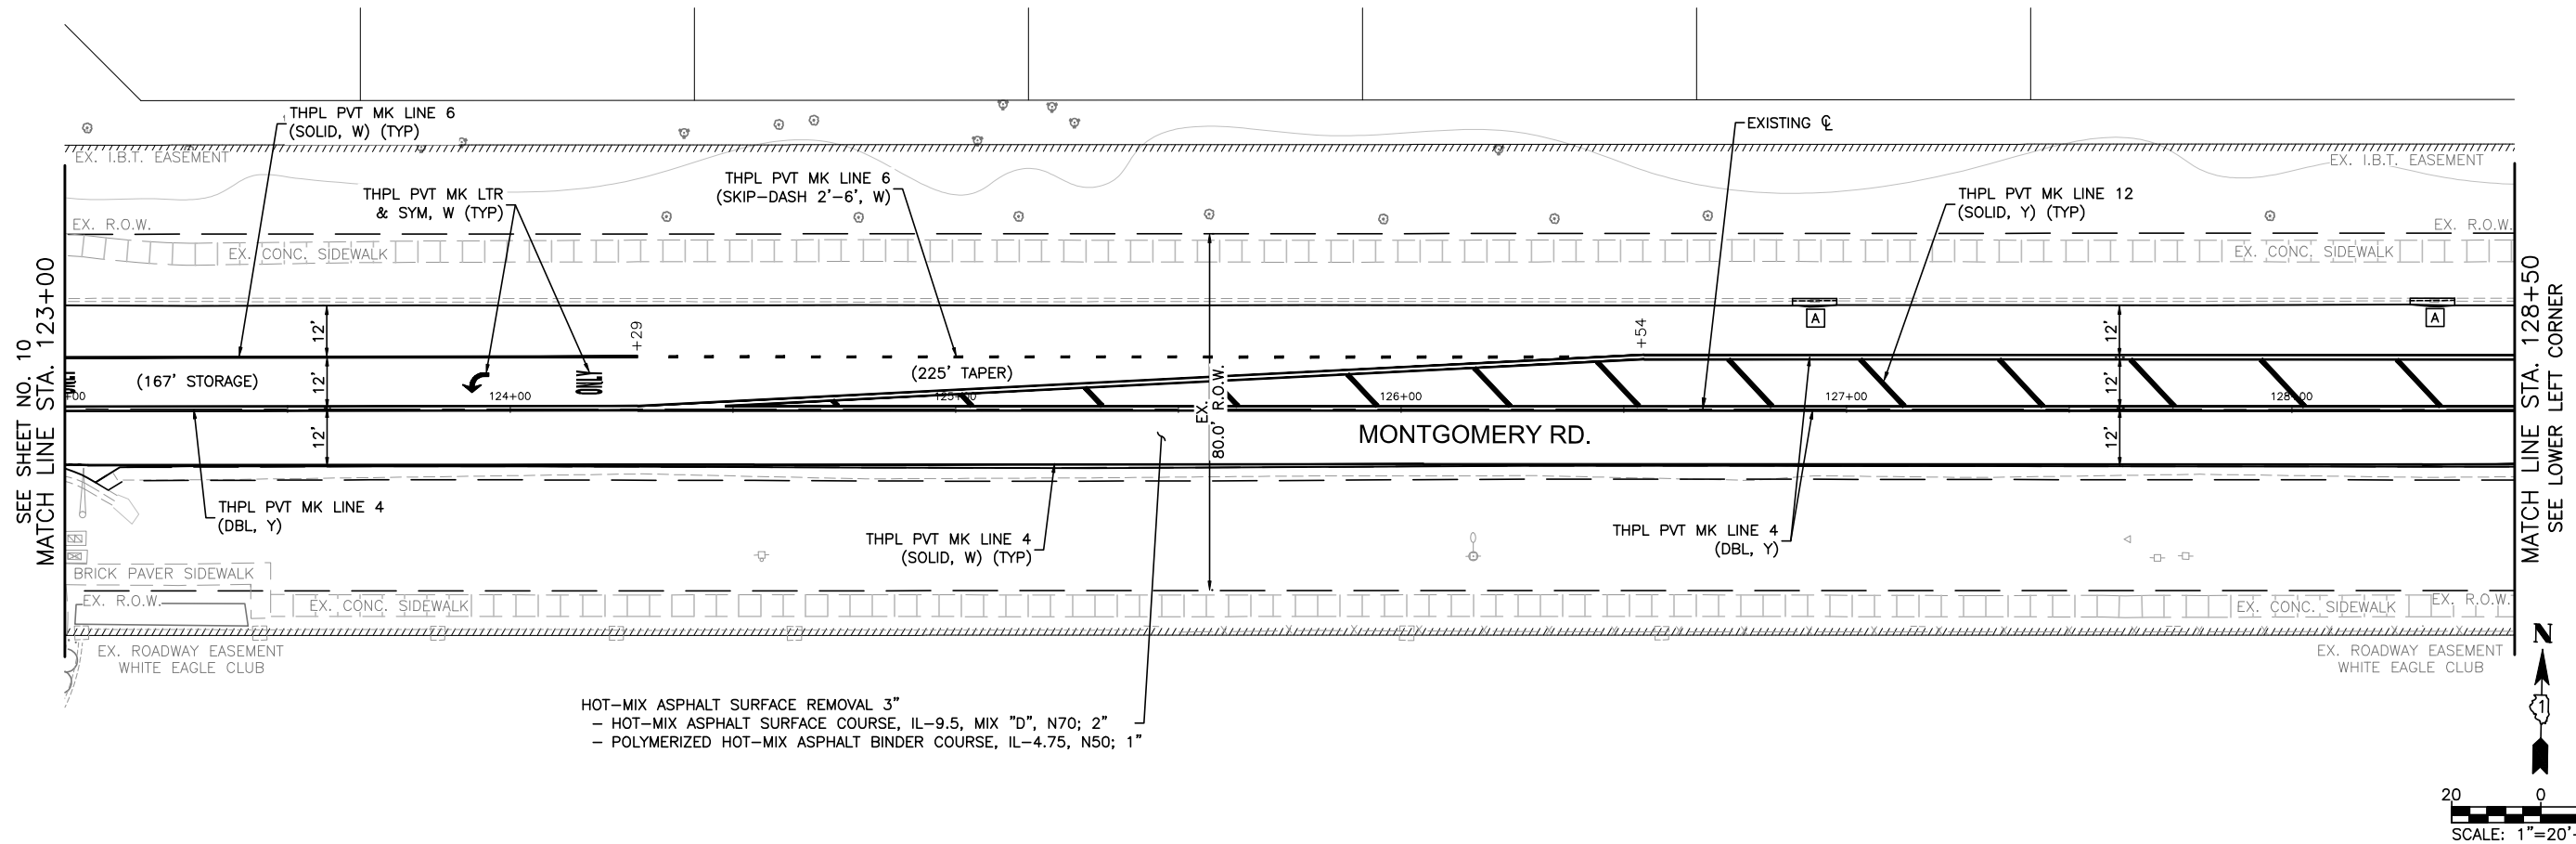 THPL PVT MK LINE 6
(SOLID, W) (TYP)
EXISTING ℄
EX. I.B.T. EASEMENT
EX. I.B.T. EASEMENT
THPL PVT MK LTR
& SYM, W (TYP)
THPL PVT MK LINE 6
(SKIP-DASH 2'-6', W)
THPL PVT MK LINE 12
(SOLID, Y) (TYP)
EX. R.O.W.
EX. R.O.W.
EX. CONC. SIDEWALK
EX. CONC. SIDEWALK
SEE SHEET NO. 10
MATCH LINE STA. 123+00
12'
+29
+54
A
12'
A
(167' STORAGE)
12'
ONLY
(225' TAPER)
12'
+00
124+00
125+00
126+00
127+00
128+00
12'
EX.
80.0' R.O.W.
MONTGOMERY RD.
12'
MATCH LINE STA. 128+50
SEE LOWER LEFT CORNER
THPL PVT MK LINE 4
(DBL, Y)
THPL PVT MK LINE 4
(SOLID, W) (TYP)
THPL PVT MK LINE 4
(DBL, Y)
BRICK PAVER SIDEWALK
EX. R.O.W.
EX. CONC. SIDEWALK
EX. CONC. SIDEWALK
EX. R.O.W.
EX. ROADWAY EASEMENT
WHITE EAGLE CLUB
EX. ROADWAY EASEMENT
WHITE EAGLE CLUB
HOT-MIX ASPHALT SURFACE REMOVAL 3"
- HOT-MIX ASPHALT SURFACE COURSE, IL-9.5, MIX "D", N70; 2"
- POLYMERIZED HOT-MIX ASPHALT BINDER COURSE, IL-4.75, N50; 1"
N
1
20 0
SCALE: 1"=20'-